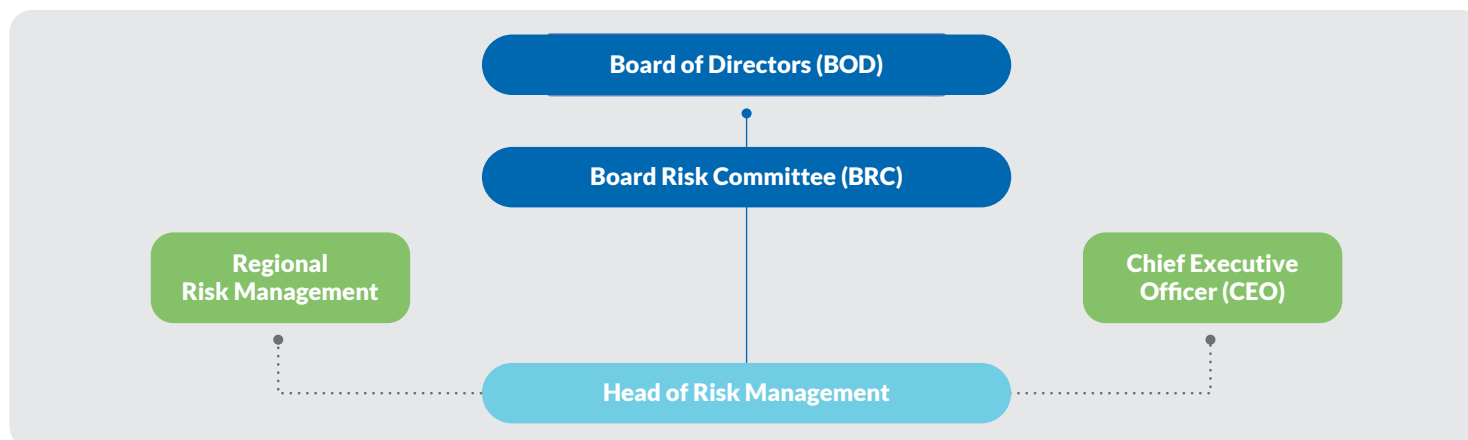 Board of Directors (BOD)
Board Risk Committee (BRC)
Regional
Risk Management
Chief Executive
Officer (CEO)
Head of Risk Management